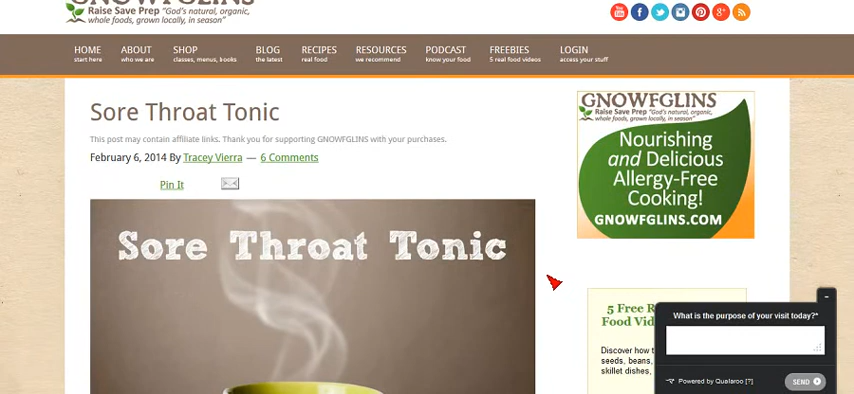 GNOWFGLINS
Raise Save Prep "God's natural, organic,
whole foods, grown locally, in season"
HOME ABOUT SHOP BLOG RECIPES RESOURCES PODCAST FREEBIES LOGIN
start here who we are classes, menus, books the latest real food we recommend know your food 5 real food videos access your stuff
Sore Throat Tonic
This post may contain affiliate links. Thank you for supporting GNOWFGLINS with your purchases.
February 6, 2014 By Tracey Vierra — 6 Comments
Pin It
Sore Throat Tonic
GNOWFGLINS
Raise Save Prep "God's natural, organic,
whole foods, grown locally, in season"
Nourishing
and Delicious
Allergy-Free
Cooking!
GNOWFGLINS.COM
5 Free R
Food Vid
Discover how t
seeds, beans,
skillet dishes,
What is the purpose of your visit today?*
Powered by Qualaroo [?]
SEND